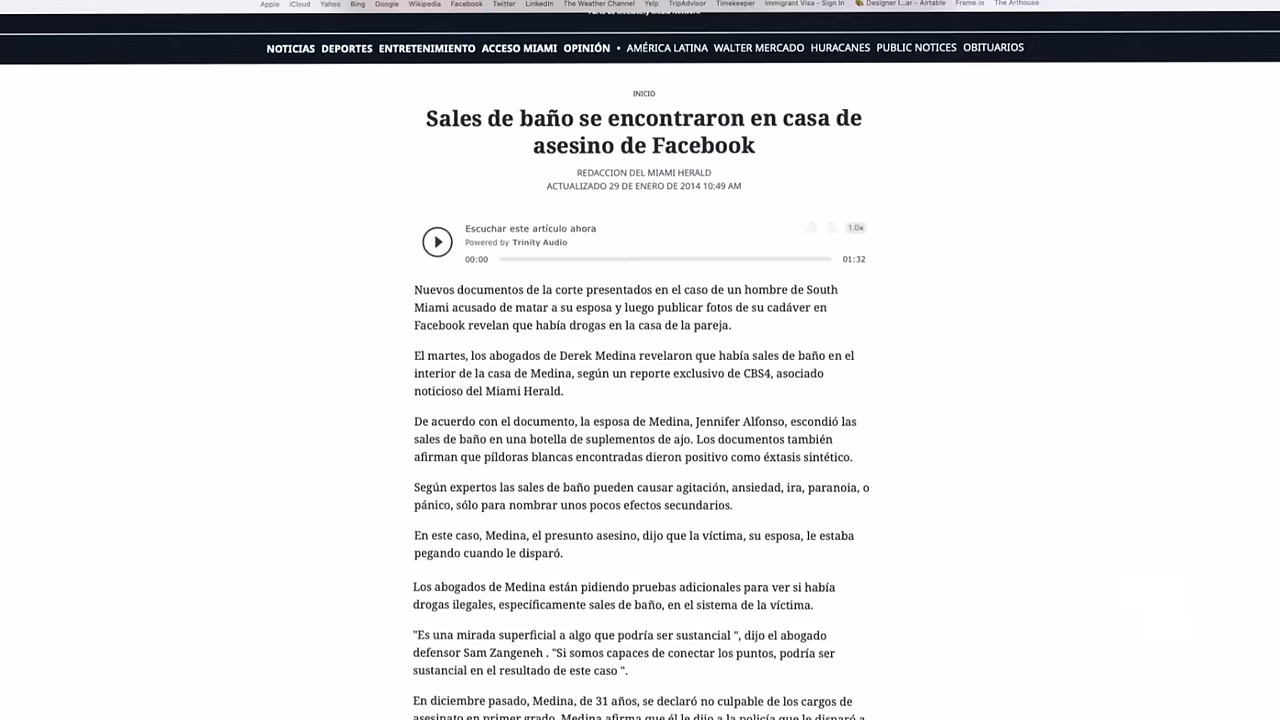 Apple iCloud Yahoo Bing Google Wikipedia Facebook Twitter LinkedIn The Weather Channel Yelp TripAdvisor Timekeeper Immigrant Visa - Sign In Designer l...ar - Airtable Frame.io The Arthouse
NOTICIAS DEPORTES ENTRETENIMIENTO ACCESO MIAMI OPINIÓN • AMÉRICA LATINA WALTER MERCADO HURACANES PUBLIC NOTICES OBITUARIOS
INICIO
Sales de baño se encontraron en casa de
asesino de Facebook
REDACCION DEL MIAMI HERALD
ACTUALIZADO 29 DE ENERO DE 2014 10:49 AM
Escuchar este artículo ahora
1.0x
Powered by Trinity Audio
00:00 01:32
Nuevos documentos de la corte presentados en el caso de un hombre de South
Miami acusado de matar a su esposa y luego publicar fotos de su cadáver en
Facebook revelan que había drogas en la casa de la pareja.
El martes, los abogados de Derek Medina revelaron que había sales de baño en el
interior de la casa de Medina, según un reporte exclusivo de CBS4, asociado
noticioso del Miami Herald.
De acuerdo con el documento, la esposa de Medina, Jennifer Alfonso, escondió las
sales de baño en una botella de suplementos de ajo. Los documentos también
afirman que píldoras blancas encontradas dieron positivo como éxtasis sintético.
Según expertos las sales de baño pueden causar agitación, ansiedad, ira, paranoia, o
pánico, sólo para nombrar unos pocos efectos secundarios.
En este caso, Medina, el presunto asesino, dijo que la víctima, su esposa, le estaba
pegando cuando le disparó.
Los abogados de Medina están pidiendo pruebas adicionales para ver si había
drogas ilegales, específicamente sales de baño, en el sistema de la víctima.
"Es una mirada superficial a algo que podría ser sustancial ", dijo el abogado
defensor Sam Zangeneh . "Si somos capaces de conectar los puntos, podría ser
sustancial en el resultado de este caso ".
En diciembre pasado, Medina, de 31 años, se declaró no culpable de los cargos de
asesinato en primer grado. Medina afirma que él le dijo a la policía que le disparó a